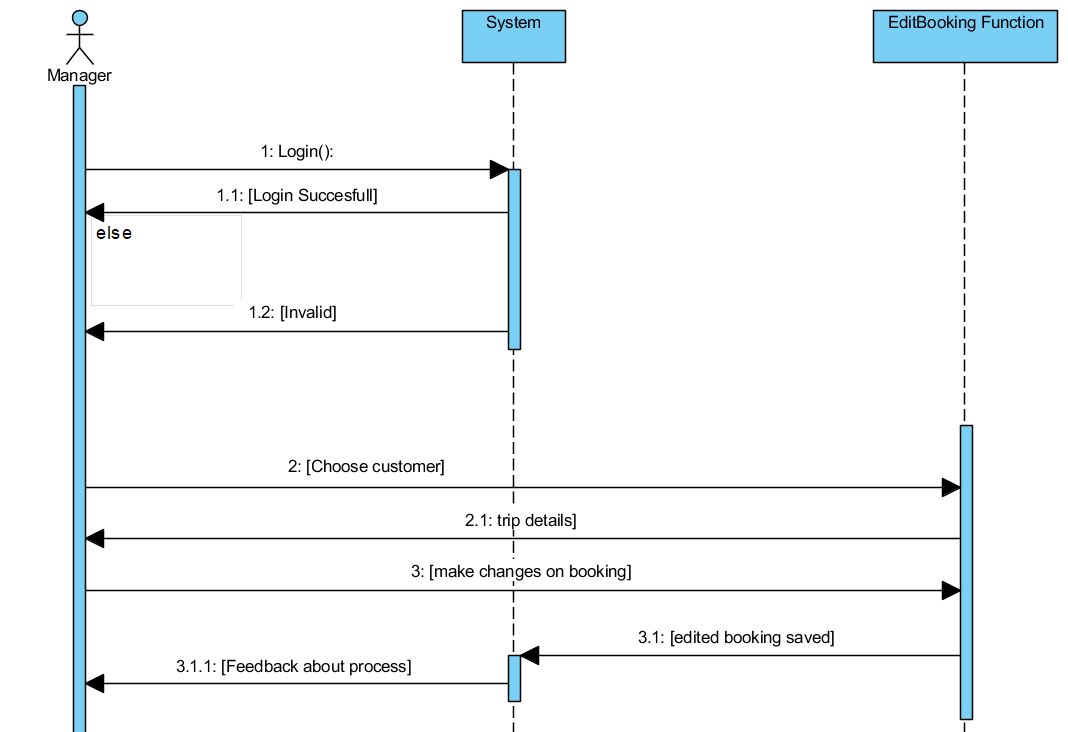 System
EditBooking Function
Manager
1: Login():
1.1: [Login Succesfull]
else
1.2: [Invalid]
2: [Choose customer]
2.1: trip details]
3: [make changes on booking]
3.1: [edited booking saved]
3.1.1: [Feedback about process]